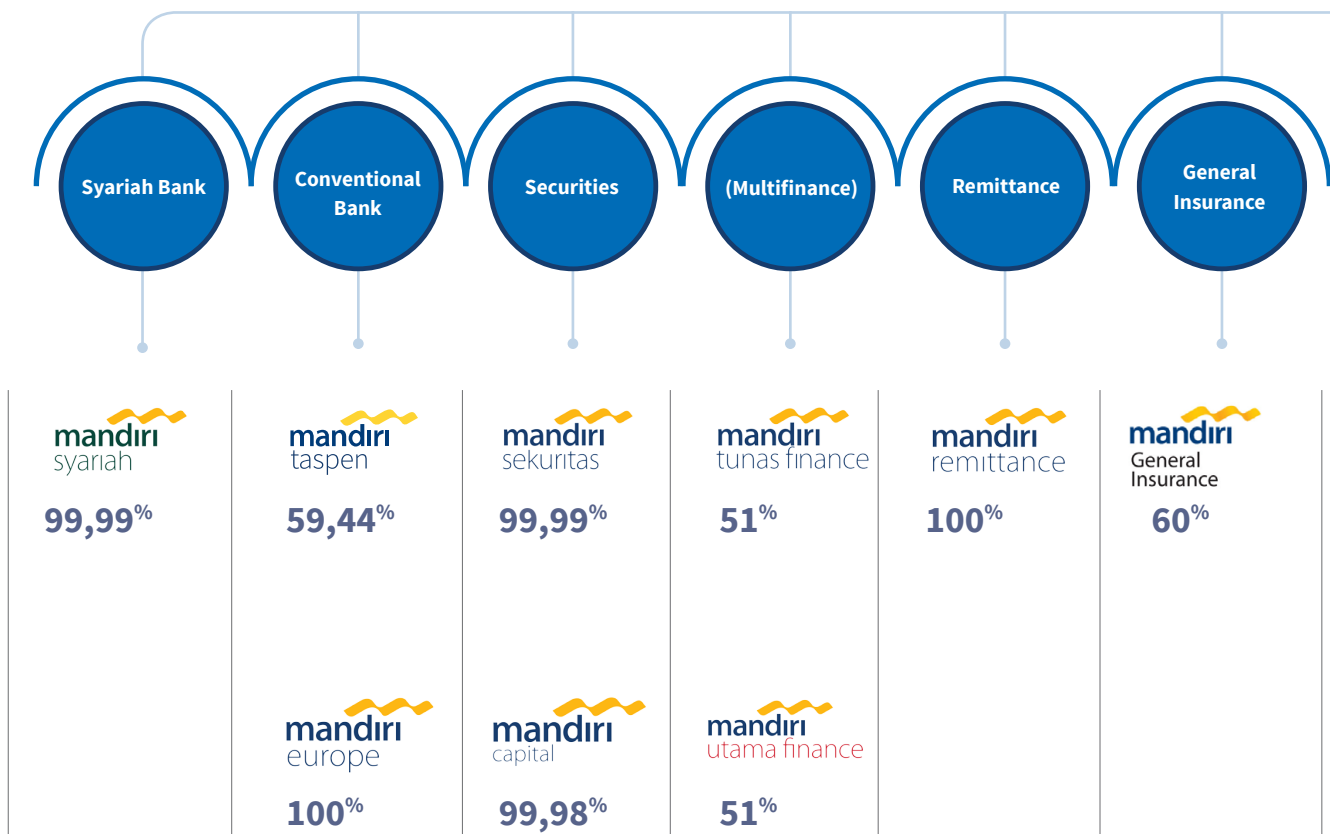 Syariah Bank
Conventional
Bank
Securities
(Multifinance)
Remittance
General
Insurance
mandiri
syariah
99,99%
mandiri
taspen
59,44%
mandiri
sekuritas
99,99%
mandiri
tunas finance
51%
mandiri
remittance
100%
mandiri
General
Insurance
60%
mandiri
europe
100%
mandiri
capital
99,98%
mandiri
utama finance
51%